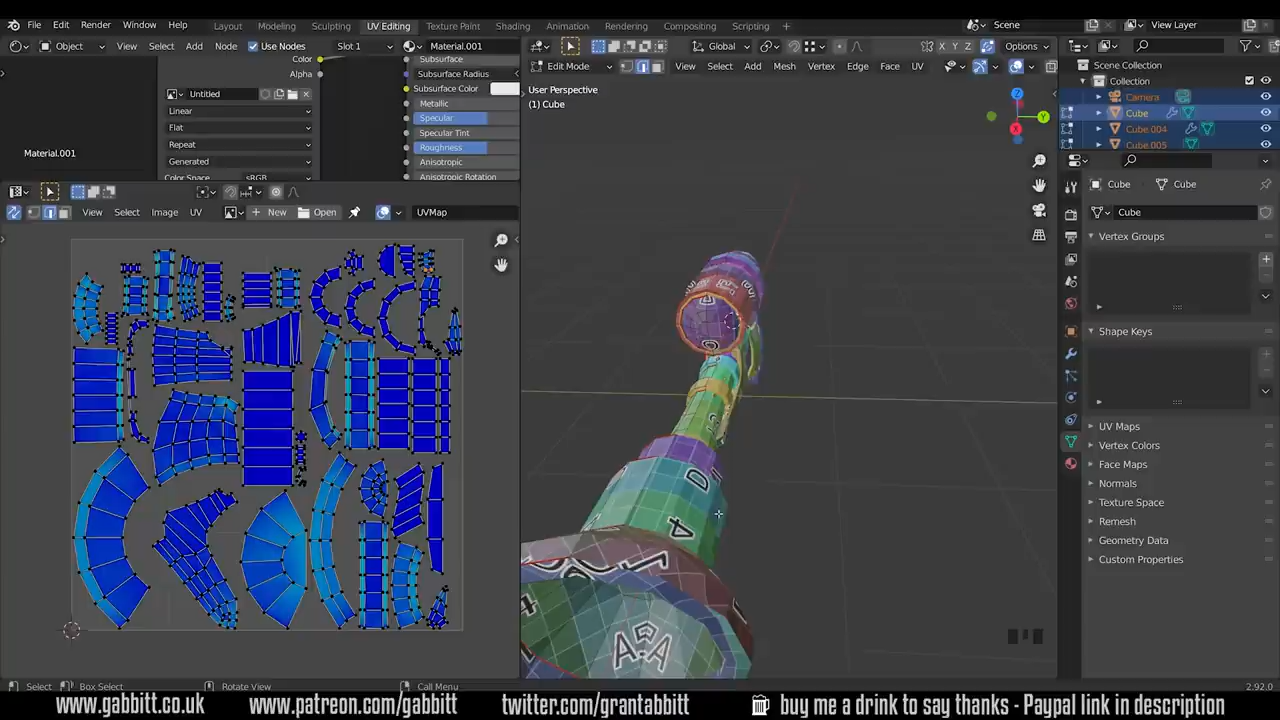 File Edit Render Window Help Layout Modeling Sculpting UV Editing Texture Paint Shading Animation Rendering Compositing Scripting + Scene View Layer
Object View Select Add Node Use Nodes Slot 1 Material.001 Global X Y Z Options
Edit Mode View Select Add Mesh Vertex Edge Face UV
Color
Alpha
Untitled
Linear
Flat
Repeat
Generated
Color Space sRGB
Material.001
Subsurface
Subsurface Radius
Subsurface Color
Metallic
Specular
Specular Tint
Roughness
Anisotropic
Anisotropic Rotation
View Select Image UV New Open UVMap
User Perspective
(1) Cube
Z
Y
X
4
4
A A
Scene Collection
Collection
Camera
Cube
Cube.004
Cube.005
Cube Cube
Cube
Vertex Groups
Shape Keys
UV Maps
Vertex Colors
Face Maps
Normals
Texture Space
Remesh
Geometry Data
Custom Properties
Select Box Select Rotate View Call Menu 2.92.0
www.gabbitt.co.uk www.patreon.com/gabbitt twitter.com/grantabbitt buy me a drink to say thanks - Paypal link in description